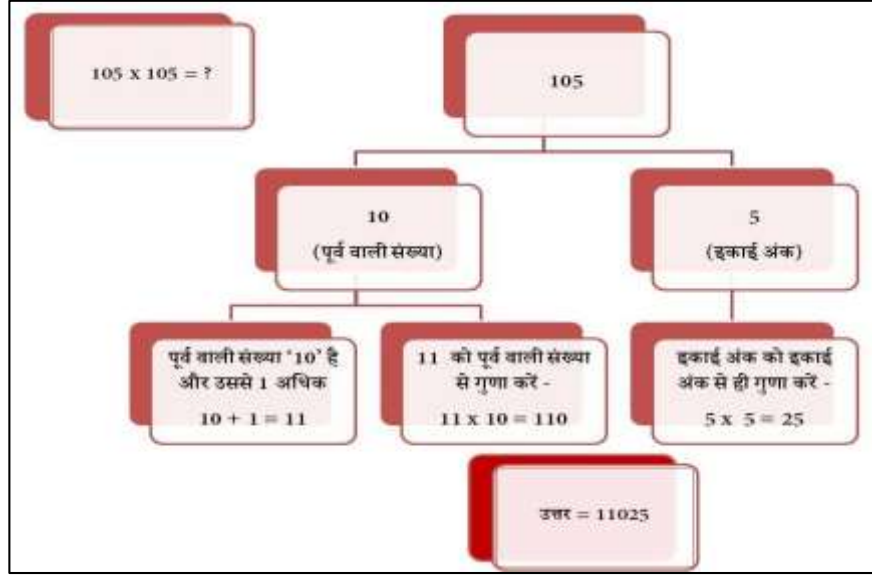 105 x 105 = ?
105
10
(पूर्व वाली संख्या)
5
(इकाई अंक)
पूर्व वाली संख्या '10' है
और उससे 1 अधिक
10 + 1 = 11
11 को पूर्व वाली संख्या
से गुणा करें -
11 x 10 = 110
इकाई अंक को इकाई
अंक से ही गुणा करें -
5 x 5 = 25
उत्तर = 11025